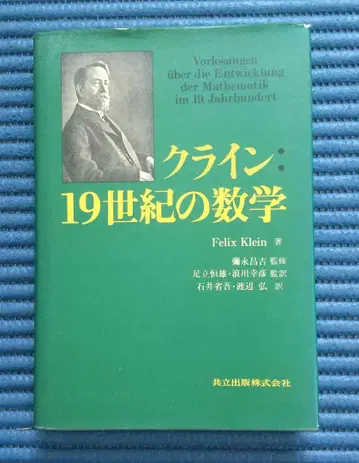 Vorlesungen
über die Entwicklung
der Mathematik
im 19 Jahrhundert
クライン:
19世紀の数学
Felix Klein 著
彌永昌吉 監修
足立恒雄・浪川幸彦 監訳
石井省吾・渡辺 弘 訳
共立出版株式会社